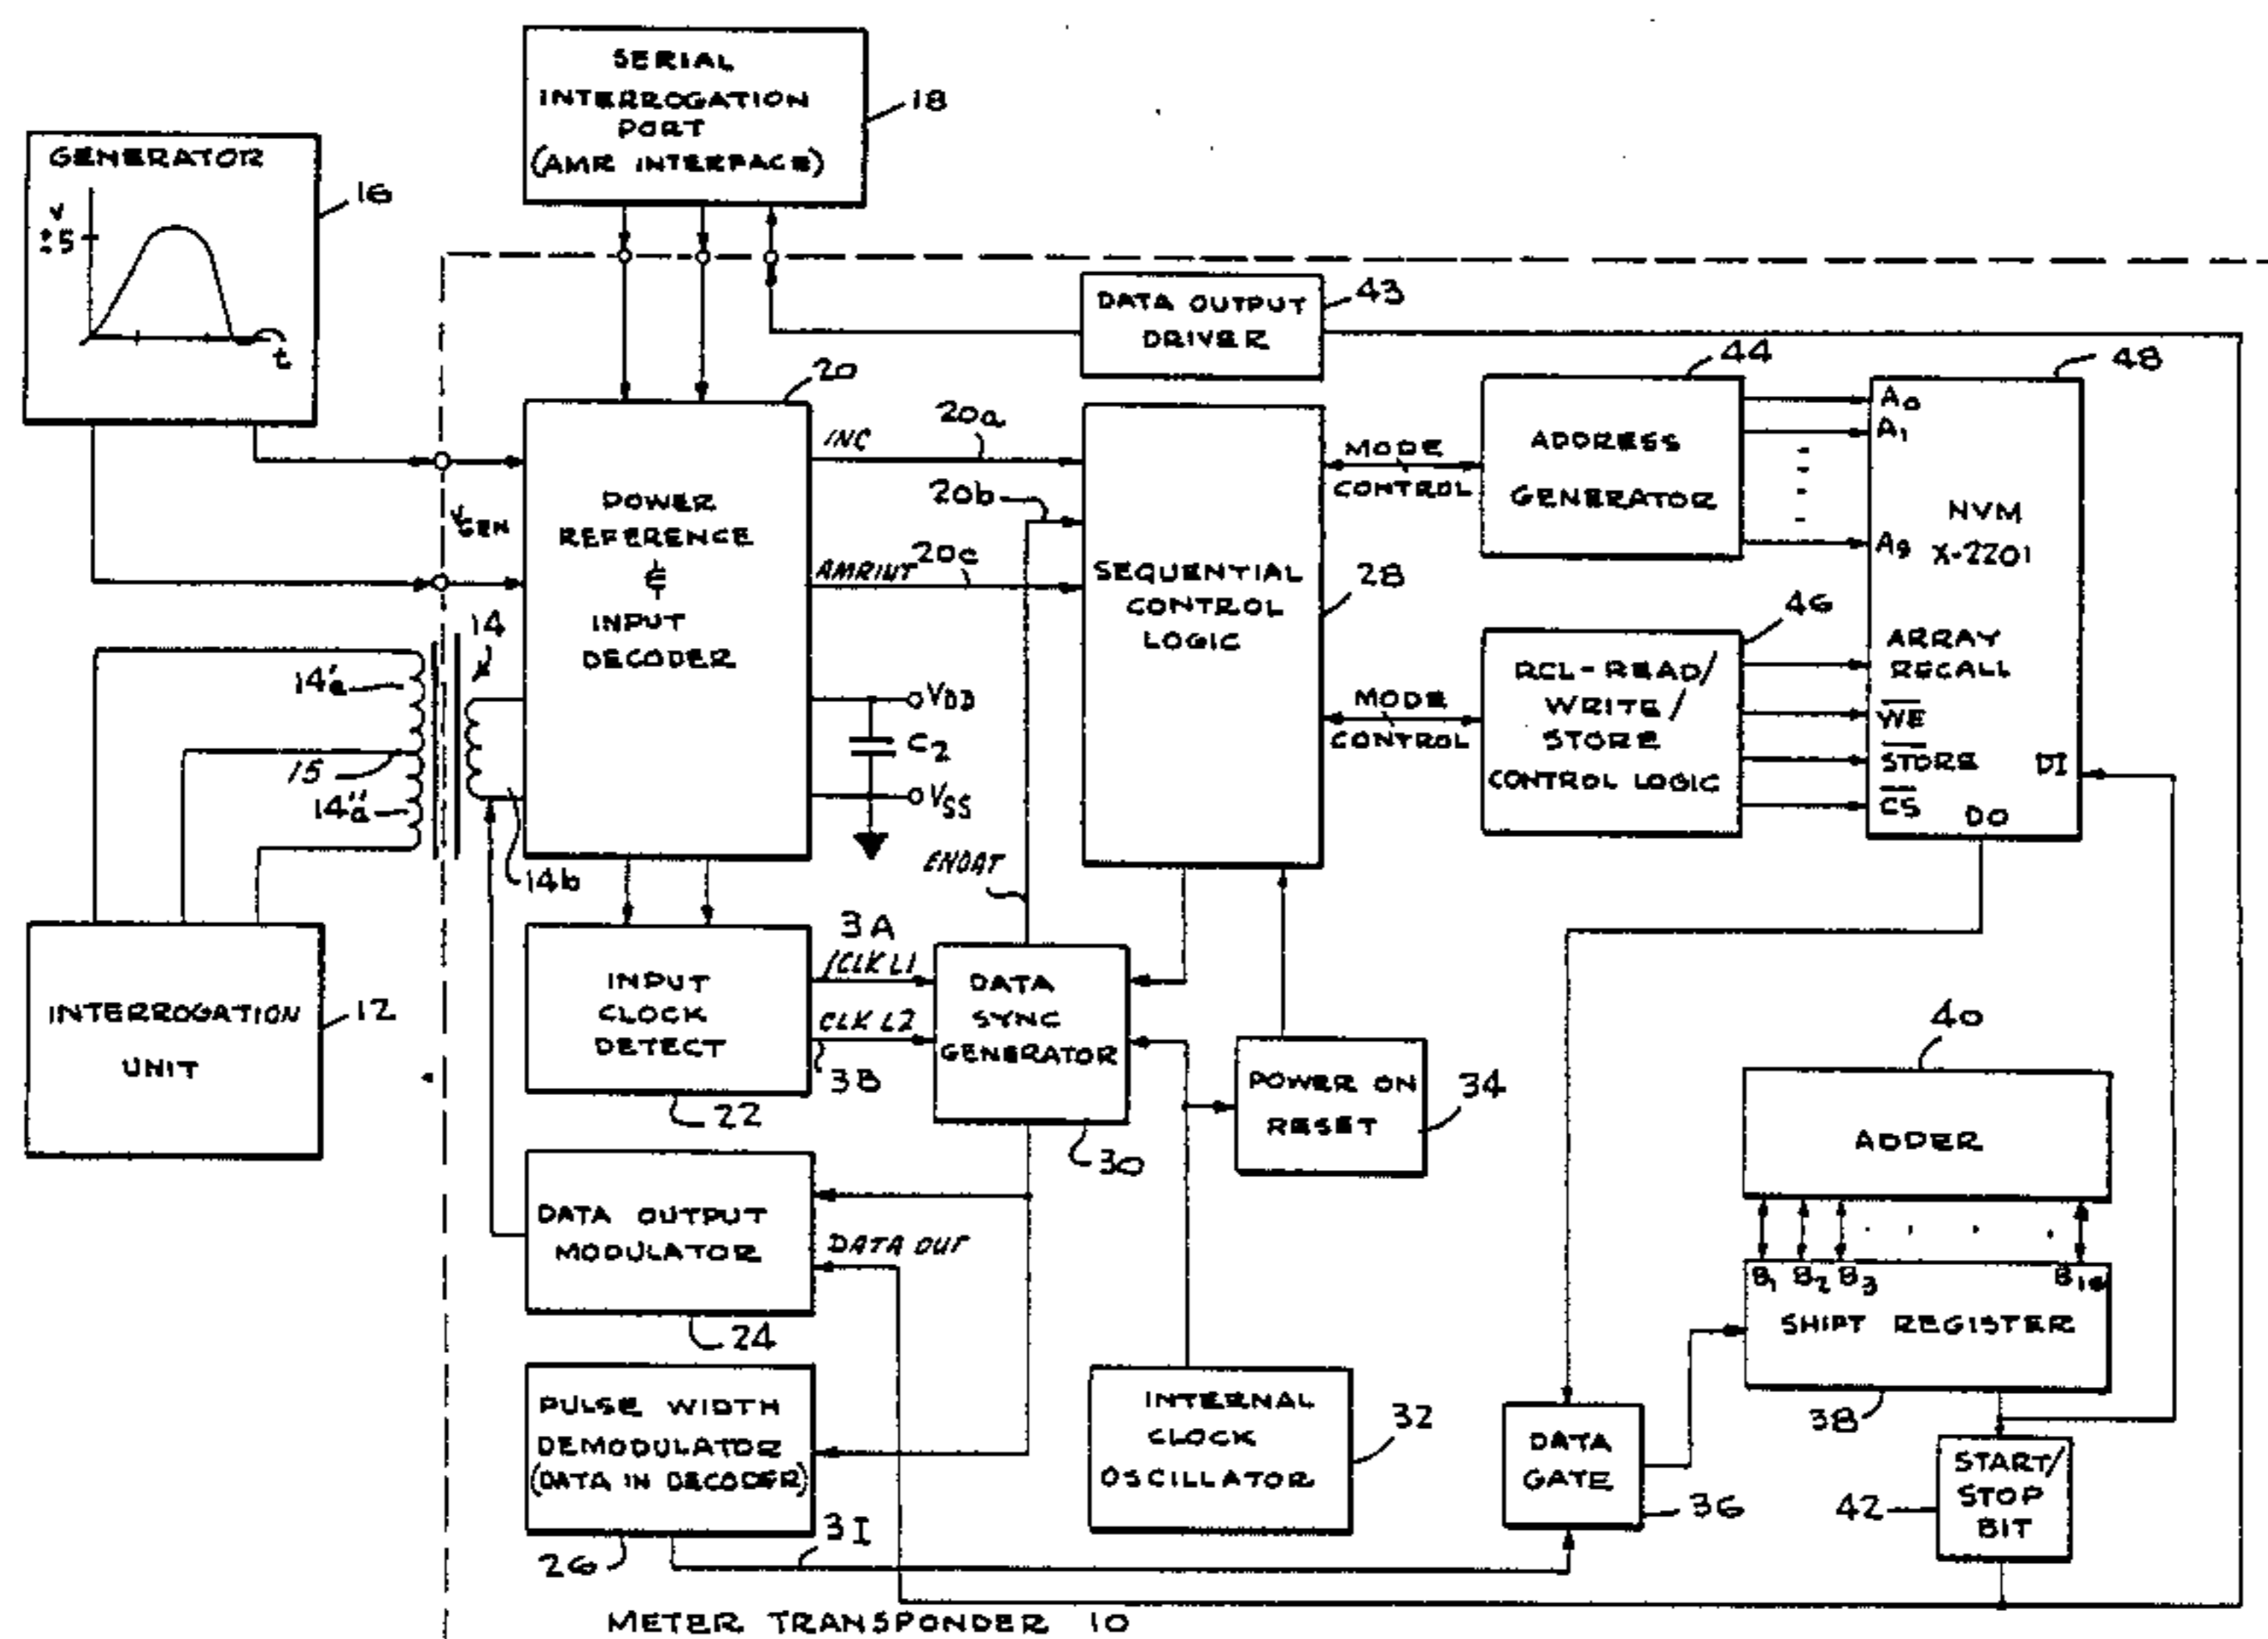 SERIAL
INTERROGATION
PORT
(AMR INTERFACE)
18
GENERATOR
V
±5
t
16
DATA OUTPUT
DRIVER
43
20
POWER
REFERENCE
&
INPUT
DECODER
VGEN
INC
20a
20b
AMRINT
20c
VDD
C2
VSS
14
14'a
15
14"a
14b
SEQUENTIAL
CONTROL
LOGIC
28
MODE
CONTROL
MODE
CONTROL
44
ADDRESS
GENERATOR
46
RCL-READ/
WRITE/
STORE
CONTROL LOGIC
48
A0
A1
A9
NVM
X-2201
ARRAY
RECALL
WE
STORE
CS
DI
DO
INTERROGATION
UNIT
12
INPUT
CLOCK
DETECT
22
3A
CLK L1
CLK L2
3B
ENDAT
DATA
SYNC
GENERATOR
30
POWER ON
RESET
34
40
ADDER
B1 B2 B3 B16
SHIFT REGISTER
38
DATA OUTPUT
MODULATOR
24
DATA OUT
PULSE WIDTH
DEMODULATOR
(DATA IN DECODER)
26
3I
INTERNAL
CLOCK
OSCILLATOR
32
DATA
GATE
36
START/
STOP
BIT
42
METER TRANSPONDER 10